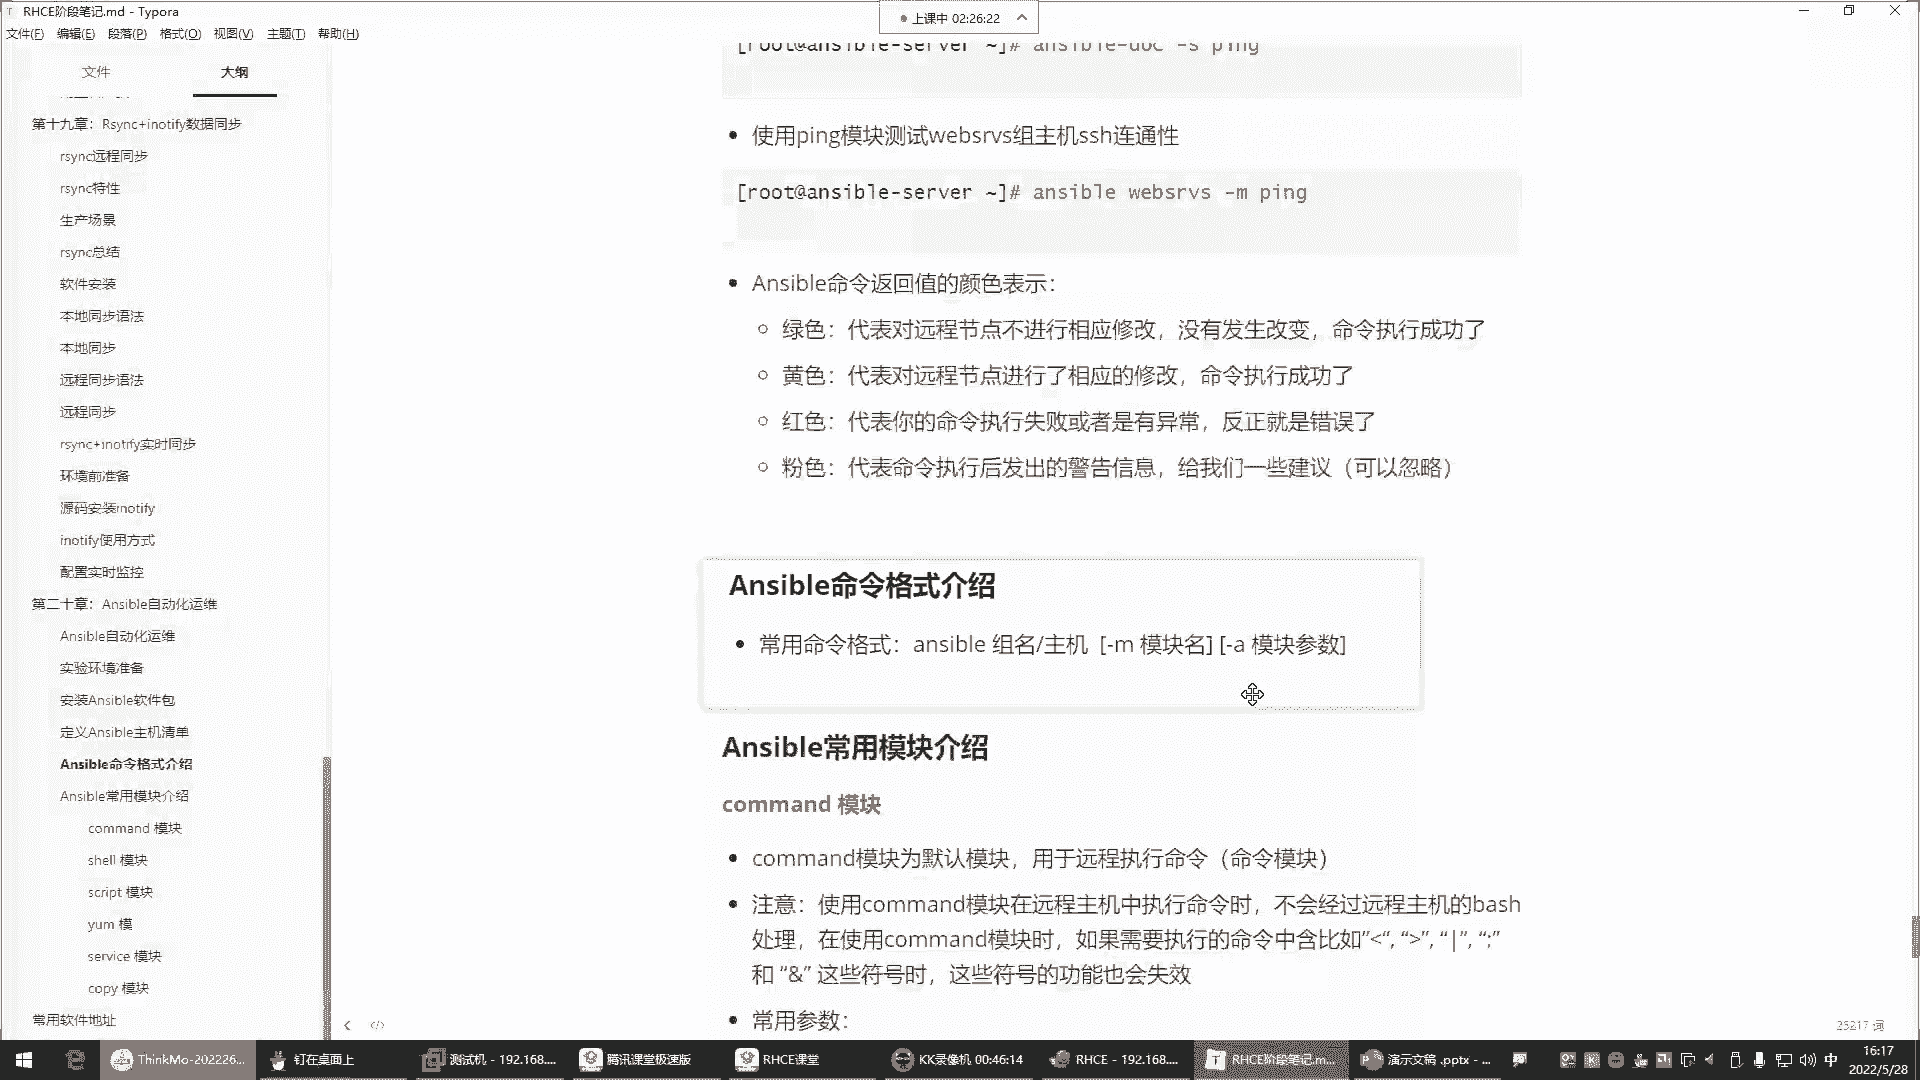 RHCE阶段笔记.md - Typora
上课中 02:26:22
文件(F) 编辑(E) 段落(P) 格式(O) 视图(V) 主题(T) 帮助(H)
文件 大纲
第十九章：Rsync+inotify数据同步
rsync远程同步
rsync特性
生产场景
rsync总结
软件安装
本地同步语法
本地同步
远程同步语法
远程同步
rsync+inotify实时同步
环境前准备
源码安装inotify
inotify使用方式
配置实时监控
第二十章：Ansible自动化运维
Ansible自动化运维
实验环境准备
安装Ansible软件包
定义Ansible主机清单
Ansible命令格式介绍
Ansible常用模块介绍
command 模块
shell 模块
script 模块
yum 模
service 模块
copy 模块
常用软件地址
[root@ansible-server ~]# ansible-doc -s ping
使用ping模块测试websrvs组主机ssh连通性
[root@ansible-server ~]# ansible websrvs -m ping
Ansible命令返回值的颜色表示：
绿色：代表对远程节点不进行相应修改，没有发生改变，命令执行成功了
黄色：代表对远程节点进行了相应的修改，命令执行成功了
红色：代表你的命令执行失败或者是有异常，反正就是错误了
粉色：代表命令执行后发出的警告信息，给我们一些建议（可以忽略）
Ansible命令格式介绍
常用命令格式：ansible 组名/主机 [-m 模块名] [-a 模块参数]
Ansible常用模块介绍
command 模块
command模块为默认模块，用于远程执行命令（命令模块）
注意：使用command模块在远程主机中执行命令时，不会经过远程主机的bash
处理，在使用command模块时，如果需要执行的命令中含比如”<“, “>”, “|”, “;”
和 “&” 这些符号时，这些符号的功能也会失效
常用参数：
25217 词
ThinkMo-202226... 钉在桌面上 测试机 - 192.168.... 腾讯课堂极速版 RHCE课堂 KK录像机 00:46:14 RHCE - 192.168.... RHCE阶段笔记.m... 演示文稿 .pptx - ... 中 16:17
2022/5/28